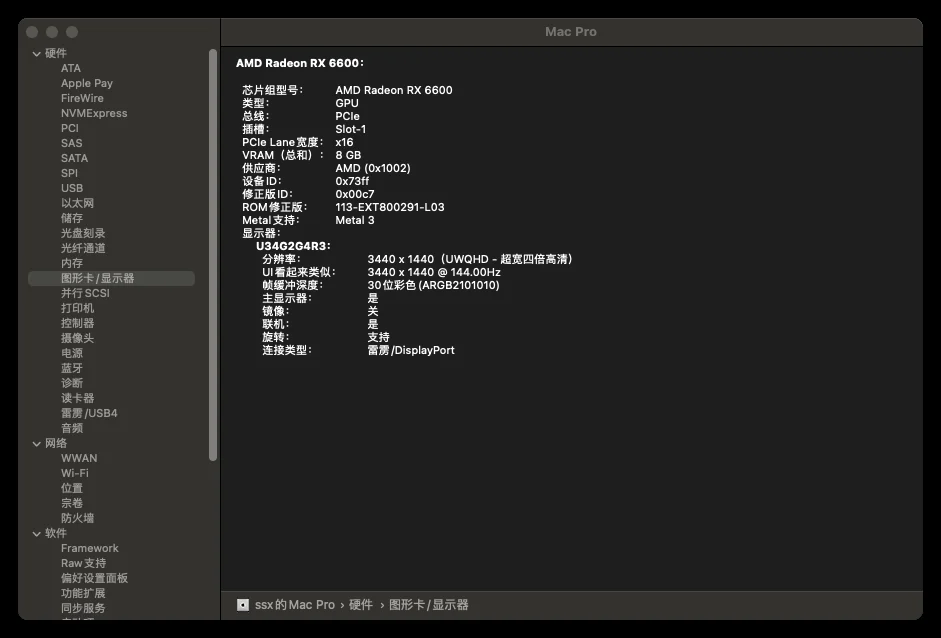 硬件
ATA
Apple Pay
FireWire
NVMExpress
PCI
SAS
SATA
SPI
USB
以太网
储存
光盘刻录
光纤通道
内存
图形卡/显示器
并行SCSI
打印机
控制器
摄像头
电源
蓝牙
诊断
读卡器
雷雳/USB4
音频
网络
WWAN
Wi-Fi
位置
宗卷
防火墙
软件
Framework
Raw支持
偏好设置面板
功能扩展
同步服务
Mac Pro
AMD Radeon RX 6600：
芯片组型号： AMD Radeon RX 6600
类型： GPU
总线： PCIe
插槽： Slot-1
PCIe Lane宽度： x16
VRAM（总和）： 8 GB
供应商： AMD (0x1002)
设备ID： 0x73ff
修正版ID： 0x00c7
ROM修正版： 113-EXT800291-L03
Metal支持： Metal 3
显示器：
U34G2G4R3：
分辨率： 3440 x 1440（UWQHD - 超宽四倍高清）
UI看起来类似： 3440 x 1440 @ 144.00Hz
帧缓冲深度： 30位彩色 (ARGB2101010)
主显示器： 是
镜像： 关
联机： 是
旋转： 支持
连接类型： 雷雳/DisplayPort
ssx的Mac Pro › 硬件 › 图形卡/显示器